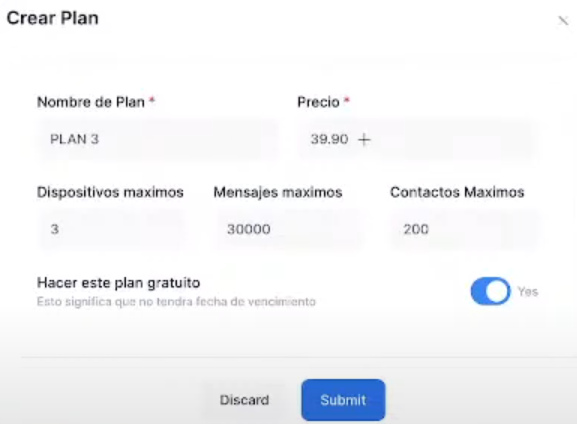 Crear Plan
Nombre de Plan *
Precio *
PLAN 3
39.90
Dispositivos maximos
Mensajes maximos
Contactos Maximos
3
30000
200
Hacer este plan gratuito
Esto significa que no tendra fecha de vencimiento
Yes
Discard
Submit